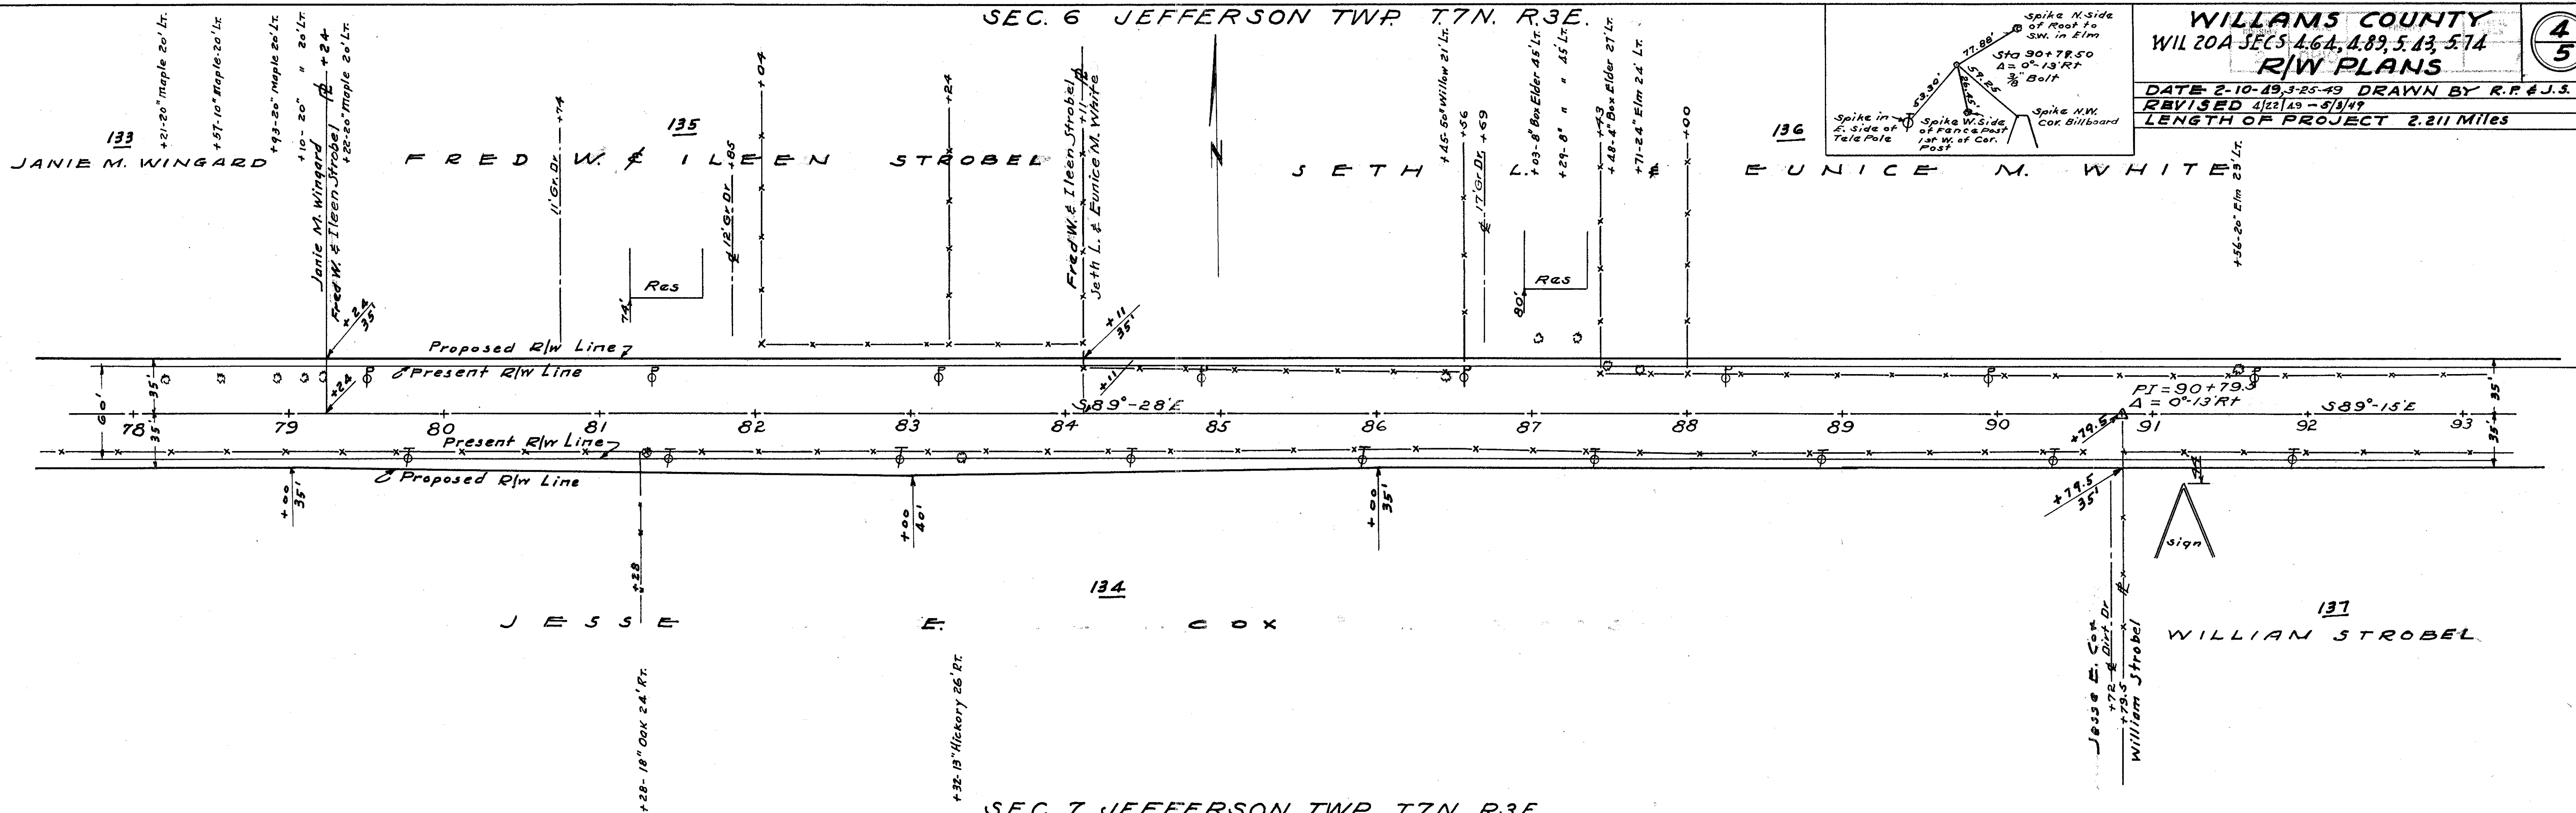 SEC. 6 JEFFERSON TWP. T.7N. R.3E.
WILLAMS COUNTY
WIL 20A SECS 4.64, 4.89, 5.43, 5.74
R/W PLANS
4
5
DATE 2-10-49, 3-25-49 DRAWN BY R.P. & J.S.
REVISED 4/22/49 - 5/3/49
LENGTH OF PROJECT 2.211 Miles
Spike N. Side
of Root to
S.W. in Elm
77.88'
Sta 90+79.50
Δ = 0°-13' Rt
3/8" Bolt
53.30'
26.45'
57.25
Spike in
E. Side of
Tele Pole
Spike W. Side
of Fence Post
1st W. of Cor.
Post
Spike N.W.
Cor. Billboard
133
JANIE M. WINGARD
+21-20" Maple 20' Lt.
+57-10" Maple-20' Lt.
+93-20" Maple 20' Lt.
+10-20" " 20' Lt.
+22-20" Maple 20' Lt.
Janie M. Wingard
Fred W. & Ileen Strobel
+24
135
FRED W. & ILEEN STROBEL
11' Gr. Dr.
+74
℄ 12' Gr Dr
+85
+04
+24
Res
74'
Fred W. & Ileen Strobel
+11
Seth L. & Eunice M. White
N
136
SETH L. & EUNICE M. WHITE
+45-50" Willow 21' Lt.
+56
℄ 17' Gr Dr.
+69
+03-8" Box Elder 45' Lt.
+29-8" " " 45' Lt.
+43
+48-4" Box Elder 27' Lt.
+71-24" Elm 24' Lt.
+00
+56-20" Elm 23' Lt.
Res
80'
+24
35'
+11
35'
Proposed R/W Line
Present R/W Line
+24
+11
60'
35'
35'
S89°-28'E
PI = 90+79.5
Δ = 0°-13' Rt
S89°-15'E
35'
35'
78 79 80 81 82 83 84 85 86 87 88 89 90 91 92 93
+79.5
Present R/W Line
Proposed R/W Line
+00
35'
+00
40'
+00
35'
+79.5
35'
+28
sign
134
JESSE E. COX
137
WILLIAM STROBEL
Jesse E. Cox
+72 ℄ Dirt Dr
+79.5
William Strobel
+28-18" Oak 24' Rt.
+32-13" Hickory 26' Rt.
SEC. 7 JEFFERSON TWP. T7N. R3E.